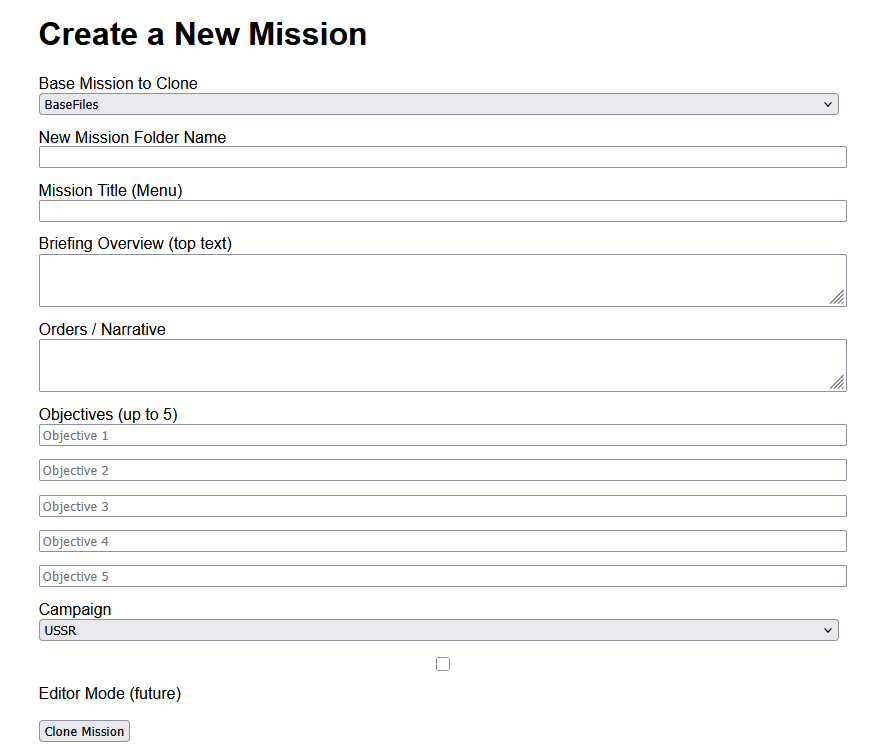 Create a New Mission
Base Mission to Clone
BaseFiles
New Mission Folder Name
Mission Title (Menu)
Briefing Overview (top text)
Orders / Narrative
Objectives (up to 5)
Objective 1
Objective 2
Objective 3
Objective 4
Objective 5
Campaign
USSR
Editor Mode (future)
Clone Mission